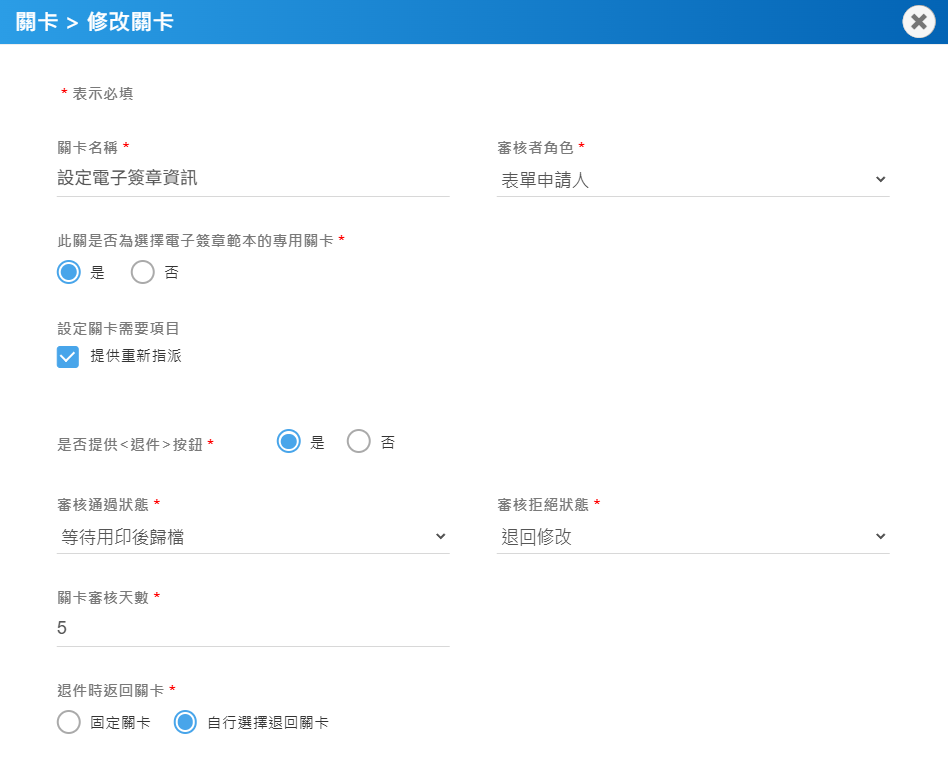 關卡 > 修改關卡
* 表示必填
關卡名稱 *
審核者角色 *
設定電子簽章資訊
表單申請人
此關是否為選擇電子簽章範本的專用關卡 *
是 否
設定關卡需要項目
提供重新指派
是否提供<退件>按鈕 * 是 否
審核通過狀態 *
審核拒絕狀態 *
等待用印後歸檔
退回修改
關卡審核天數 *
5
退件時返回關卡 *
固定關卡 自行選擇退回關卡